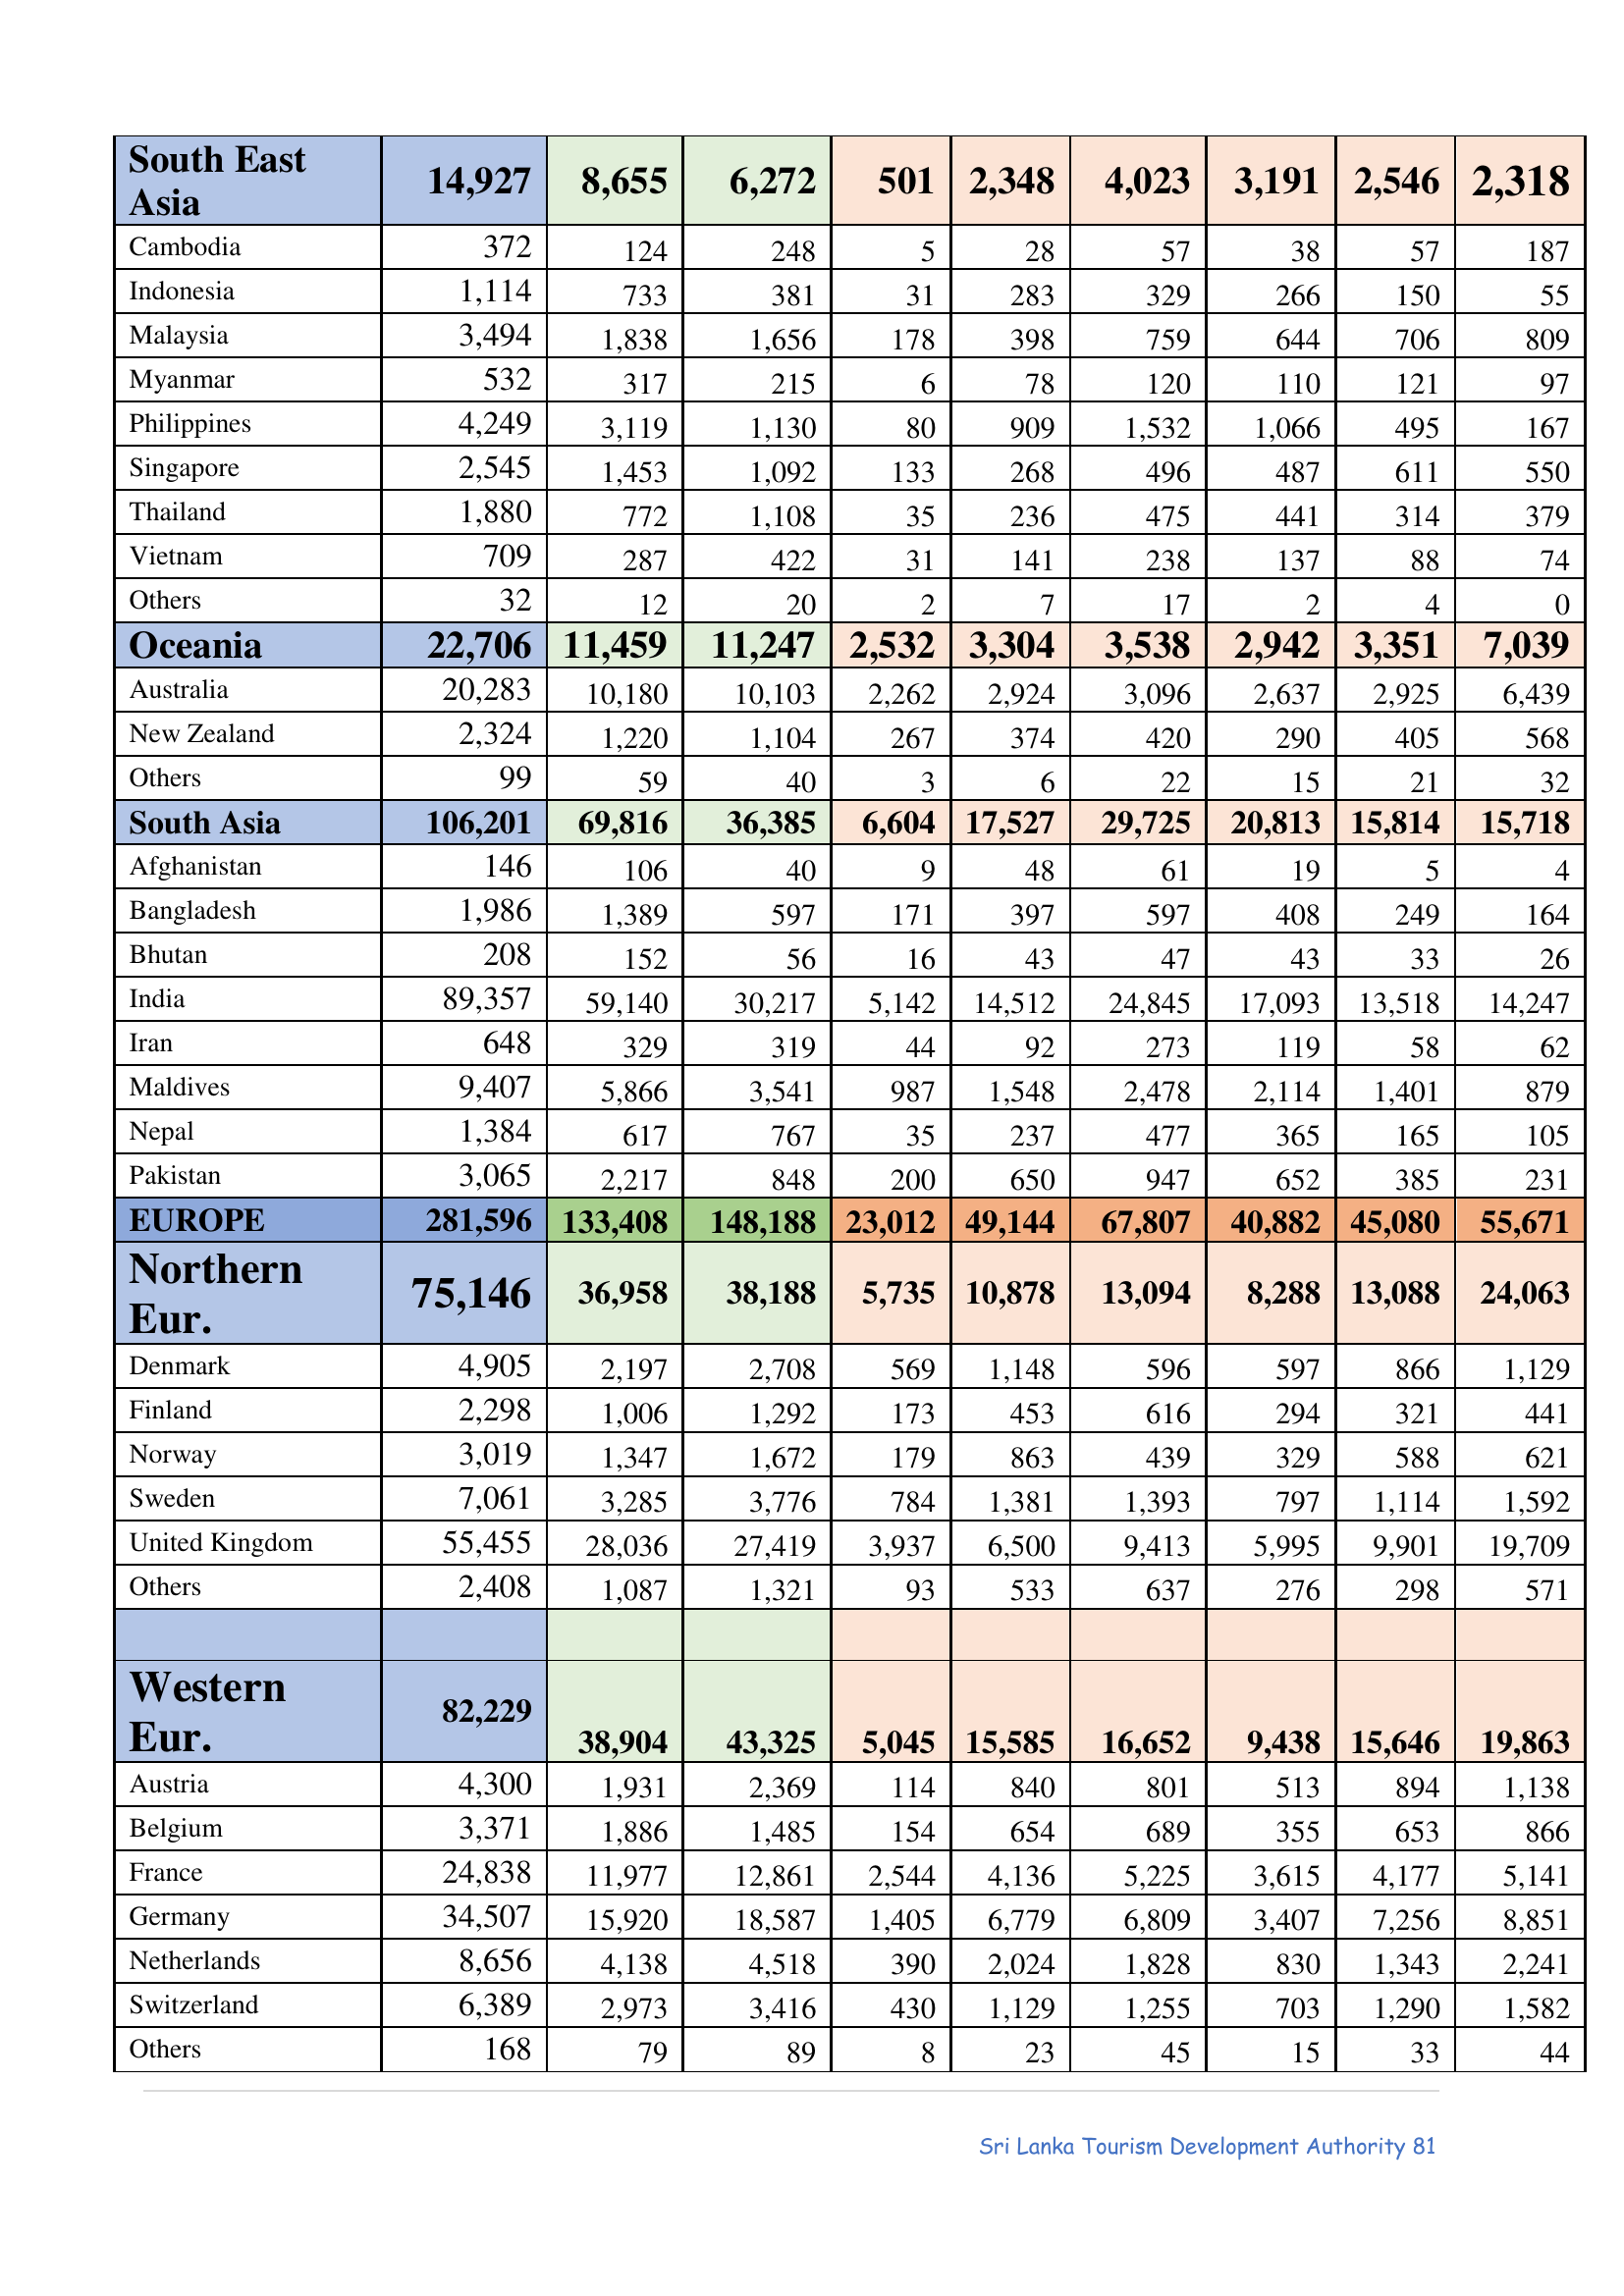 South East
Asia 14,927 8,655 6,272 501 2,348 4,023 3,191 2,546 2,318
Cambodia 372 124 248 5 28 57 38 57 187
Indonesia 1,114 733 381 31 283 329 266 150 55
Malaysia 3,494 1,838 1,656 178 398 759 644 706 809
Myanmar 532 317 215 6 78 120 110 121 97
Philippines 4,249 3,119 1,130 80 909 1,532 1,066 495 167
Singapore 2,545 1,453 1,092 133 268 496 487 611 550
Thailand 1,880 772 1,108 35 236 475 441 314 379
Vietnam 709 287 422 31 141 238 137 88 74
Others 32 12 20 2 7 17 2 4 0
Oceania 22,706 11,459 11,247 2,532 3,304 3,538 2,942 3,351 7,039
Australia 20,283 10,180 10,103 2,262 2,924 3,096 2,637 2,925 6,439
New Zealand 2,324 1,220 1,104 267 374 420 290 405 568
Others 99 59 40 3 6 22 15 21 32
South Asia 106,201 69,816 36,385 6,604 17,527 29,725 20,813 15,814 15,718
Afghanistan 146 106 40 9 48 61 19 5 4
Bangladesh 1,986 1,389 597 171 397 597 408 249 164
Bhutan 208 152 56 16 43 47 43 33 26
India 89,357 59,140 30,217 5,142 14,512 24,845 17,093 13,518 14,247
Iran 648 329 319 44 92 273 119 58 62
Maldives 9,407 5,866 3,541 987 1,548 2,478 2,114 1,401 879
Nepal 1,384 617 767 35 237 477 365 165 105
Pakistan 3,065 2,217 848 200 650 947 652 385 231
EUROPE 281,596 133,408 148,188 23,012 49,144 67,807 40,882 45,080 55,671
Northern
Eur. 75,146 36,958 38,188 5,735 10,878 13,094 8,288 13,088 24,063
Denmark 4,905 2,197 2,708 569 1,148 596 597 866 1,129
Finland 2,298 1,006 1,292 173 453 616 294 321 441
Norway 3,019 1,347 1,672 179 863 439 329 588 621
Sweden 7,061 3,285 3,776 784 1,381 1,393 797 1,114 1,592
United Kingdom 55,455 28,036 27,419 3,937 6,500 9,413 5,995 9,901 19,709
Others 2,408 1,087 1,321 93 533 637 276 298 571
Western
Eur. 82,229 38,904 43,325 5,045 15,585 16,652 9,438 15,646 19,863
Austria 4,300 1,931 2,369 114 840 801 513 894 1,138
Belgium 3,371 1,886 1,485 154 654 689 355 653 866
France 24,838 11,977 12,861 2,544 4,136 5,225 3,615 4,177 5,141
Germany 34,507 15,920 18,587 1,405 6,779 6,809 3,407 7,256 8,851
Netherlands 8,656 4,138 4,518 390 2,024 1,828 830 1,343 2,241
Switzerland 6,389 2,973 3,416 430 1,129 1,255 703 1,290 1,582
Others 168 79 89 8 23 45 15 33 44
Sri Lanka Tourism Development Authority 81